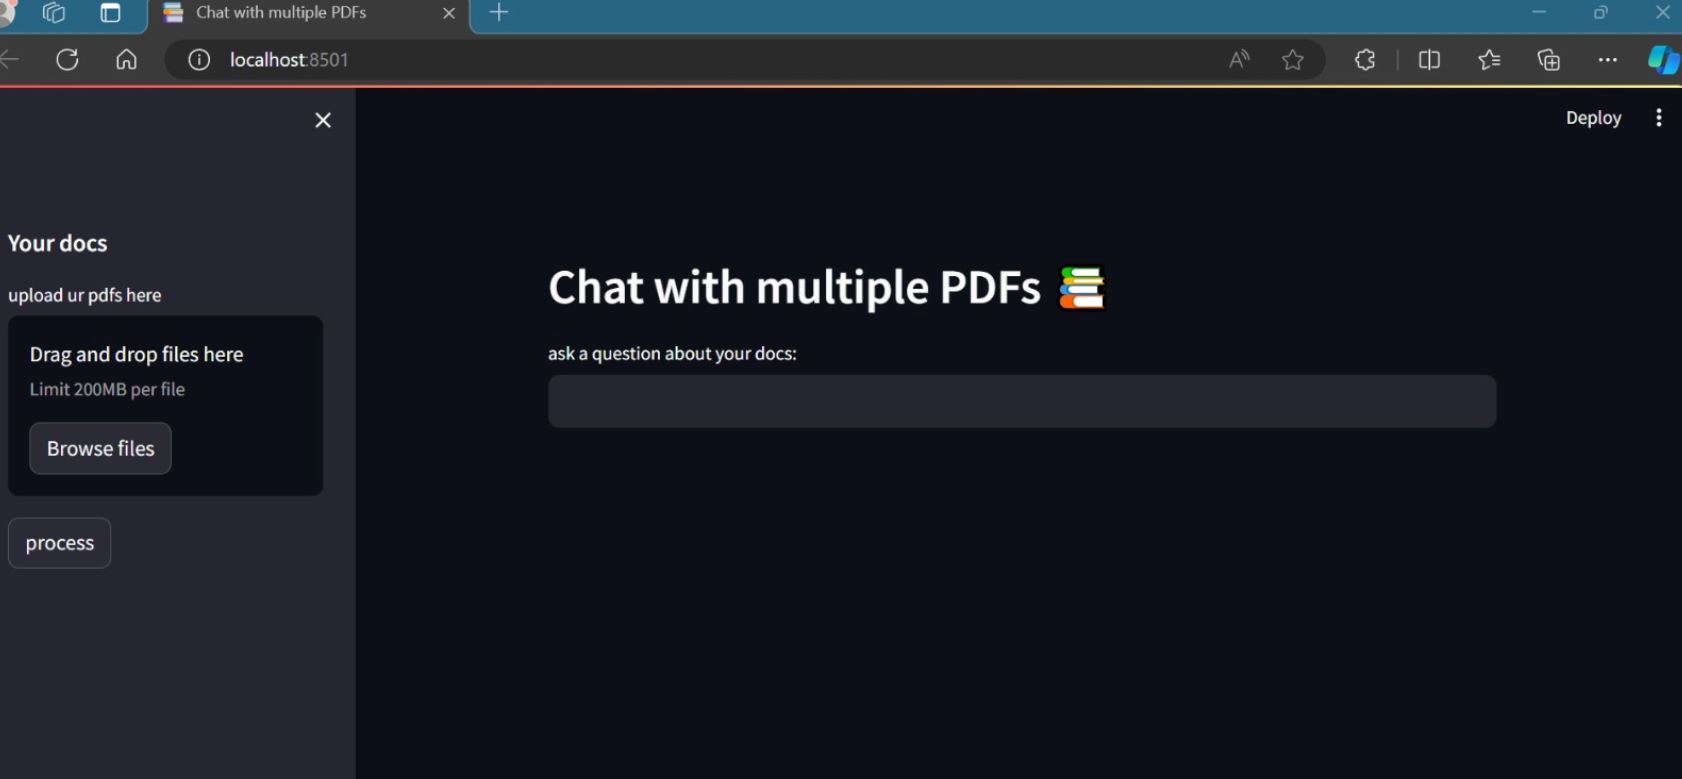 Chat with multiple PDFs
localhost:8501
Deploy
Your docs
upload ur pdfs here
Drag and drop files here
Limit 200MB per file
Browse files
process
Chat with multiple PDFs
ask a question about your docs: